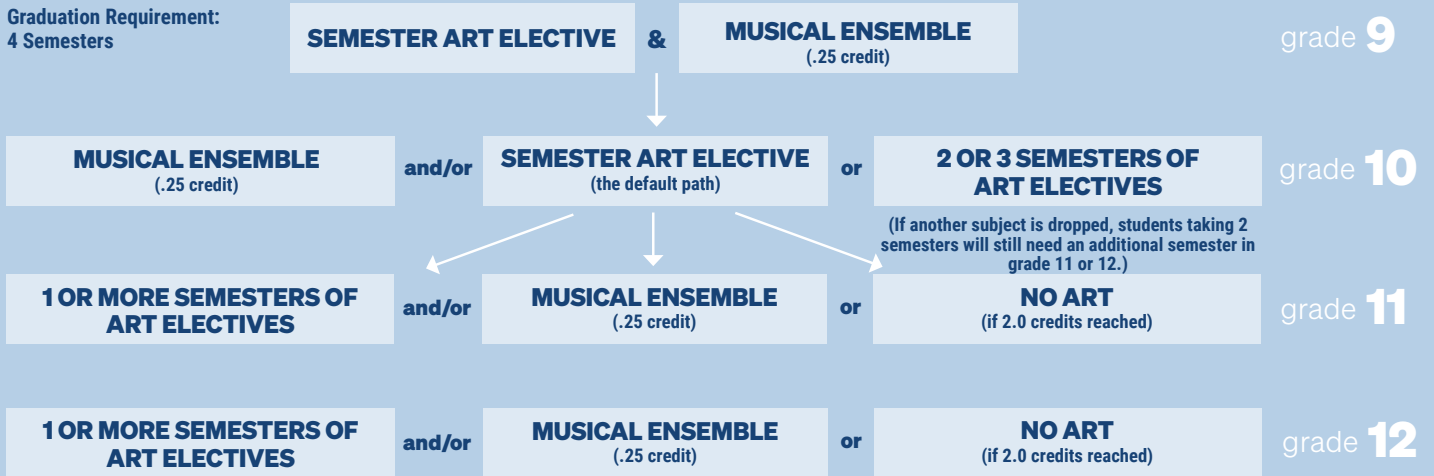 Graduation Requirement:
4 Semesters
SEMESTER ART ELECTIVE
&
MUSICAL ENSEMBLE
(.25 credit)
grade 9
MUSICAL ENSEMBLE
(.25 credit)
and/or
SEMESTER ART ELECTIVE
(the default path)
or
2 OR 3 SEMESTERS OF
ART ELECTIVES
grade 10
(If another subject is dropped, students taking 2
semesters will still need an additional semester in
grade 11 or 12.)
1 OR MORE SEMESTERS OF
ART ELECTIVES
and/or
MUSICAL ENSEMBLE
(.25 credit)
or
NO ART
(if 2.0 credits reached)
grade 11
1 OR MORE SEMESTERS OF
ART ELECTIVES
and/or
MUSICAL ENSEMBLE
(.25 credit)
or
NO ART
(if 2.0 credits reached)
grade 12